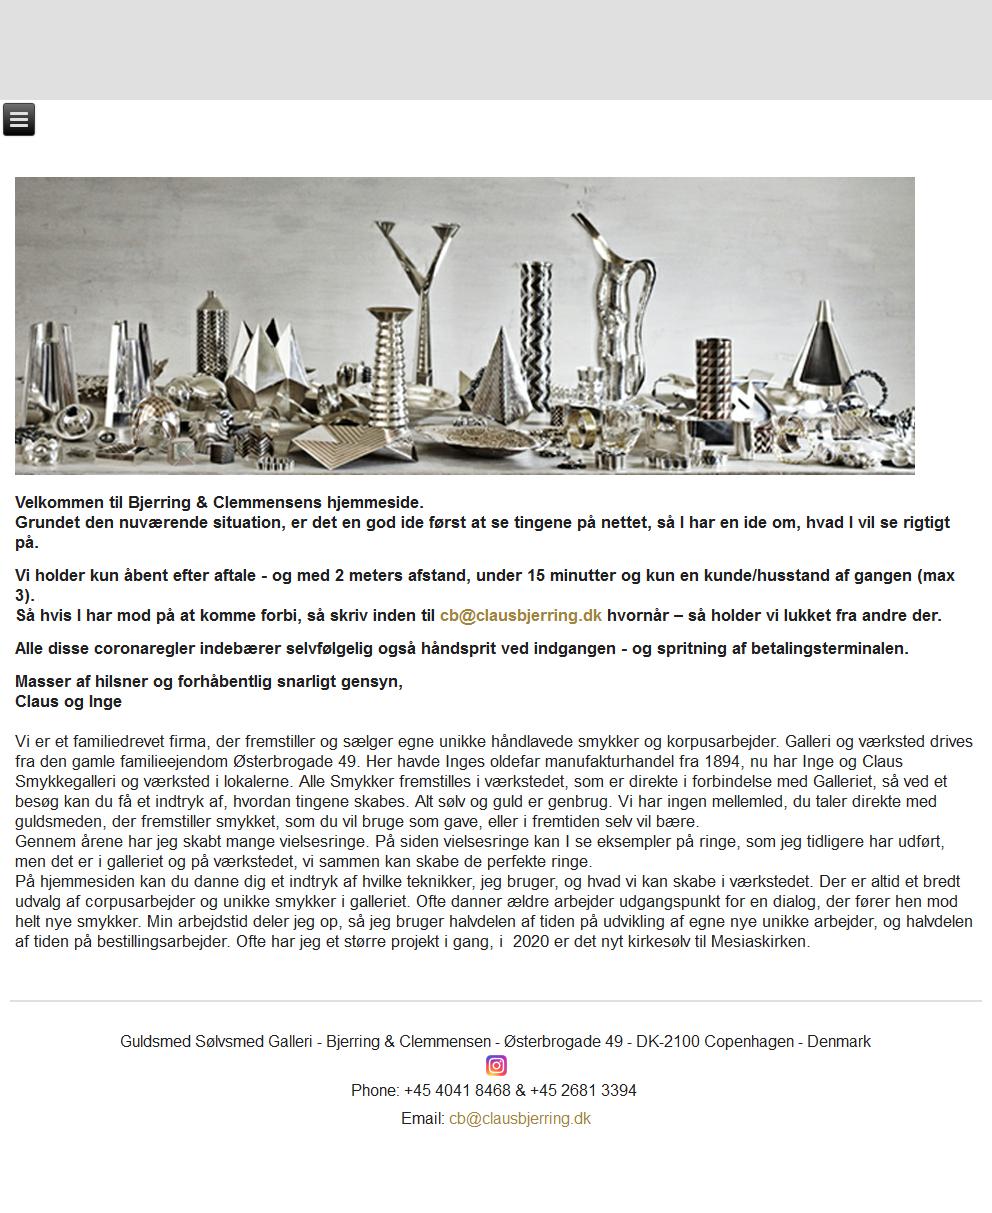 Velkommen til Bjerring & Clemmensens hjemmeside.
Grundet den nuværende situation, er det en god ide først at se tingene på nettet, så I har en ide om, hvad I vil se rigtigt
på.
Vi holder kun åbent efter aftale - og med 2 meters afstand, under 15 minutter og kun en kunde/husstand af gangen (max
3).
Så hvis I har mod på at komme forbi, så skriv inden til cb@clausbjerring.dk hvornår – så holder vi lukket fra andre der.
Alle disse coronaregler indebærer selvfølgelig også håndsprit ved indgangen - og spritning af betalingsterminalen.
Masser af hilsner og forhåbentlig snarligt gensyn,
Claus og Inge
Vi er et familiedrevet firma, der fremstiller og sælger egne unikke håndlavede smykker og korpusarbejder. Galleri og værksted drives
fra den gamle familieejendom Østerbrogade 49. Her havde Inges oldefar manufakturhandel fra 1894, nu har Inge og Claus
Smykkegalleri og værksted i lokalerne. Alle Smykker fremstilles i værkstedet, som er direkte i forbindelse med Galleriet, så ved et
besøg kan du få et indtryk af, hvordan tingene skabes. Alt sølv og guld er genbrug. Vi har ingen mellemled, du taler direkte med
guldsmeden, der fremstiller smykket, som du vil bruge som gave, eller i fremtiden selv vil bære.
Gennem årene har jeg skabt mange vielsesringe. På siden vielsesringe kan I se eksempler på ringe, som jeg tidligere har udført,
men det er i galleriet og på værkstedet, vi sammen kan skabe de perfekte ringe.
På hjemmesiden kan du danne dig et indtryk af hvilke teknikker, jeg bruger, og hvad vi kan skabe i værkstedet. Der er altid et bredt
udvalg af corpusarbejder og unikke smykker i galleriet. Ofte danner ældre arbejder udgangspunkt for en dialog, der fører hen mod
helt nye smykker. Min arbejdstid deler jeg op, så jeg bruger halvdelen af tiden på udvikling af egne nye unikke arbejder, og halvdelen
af tiden på bestillingsarbejder. Ofte har jeg et større projekt i gang, i  2020 er det nyt kirkesølv til Mesiaskirken.
Guldsmed Sølvsmed Galleri - Bjerring & Clemmensen - Østerbrogade 49 - DK-2100 Copenhagen - Denmark
Phone: +45 4041 8468 & +45 2681 3394
Email: cb@clausbjerring.dk